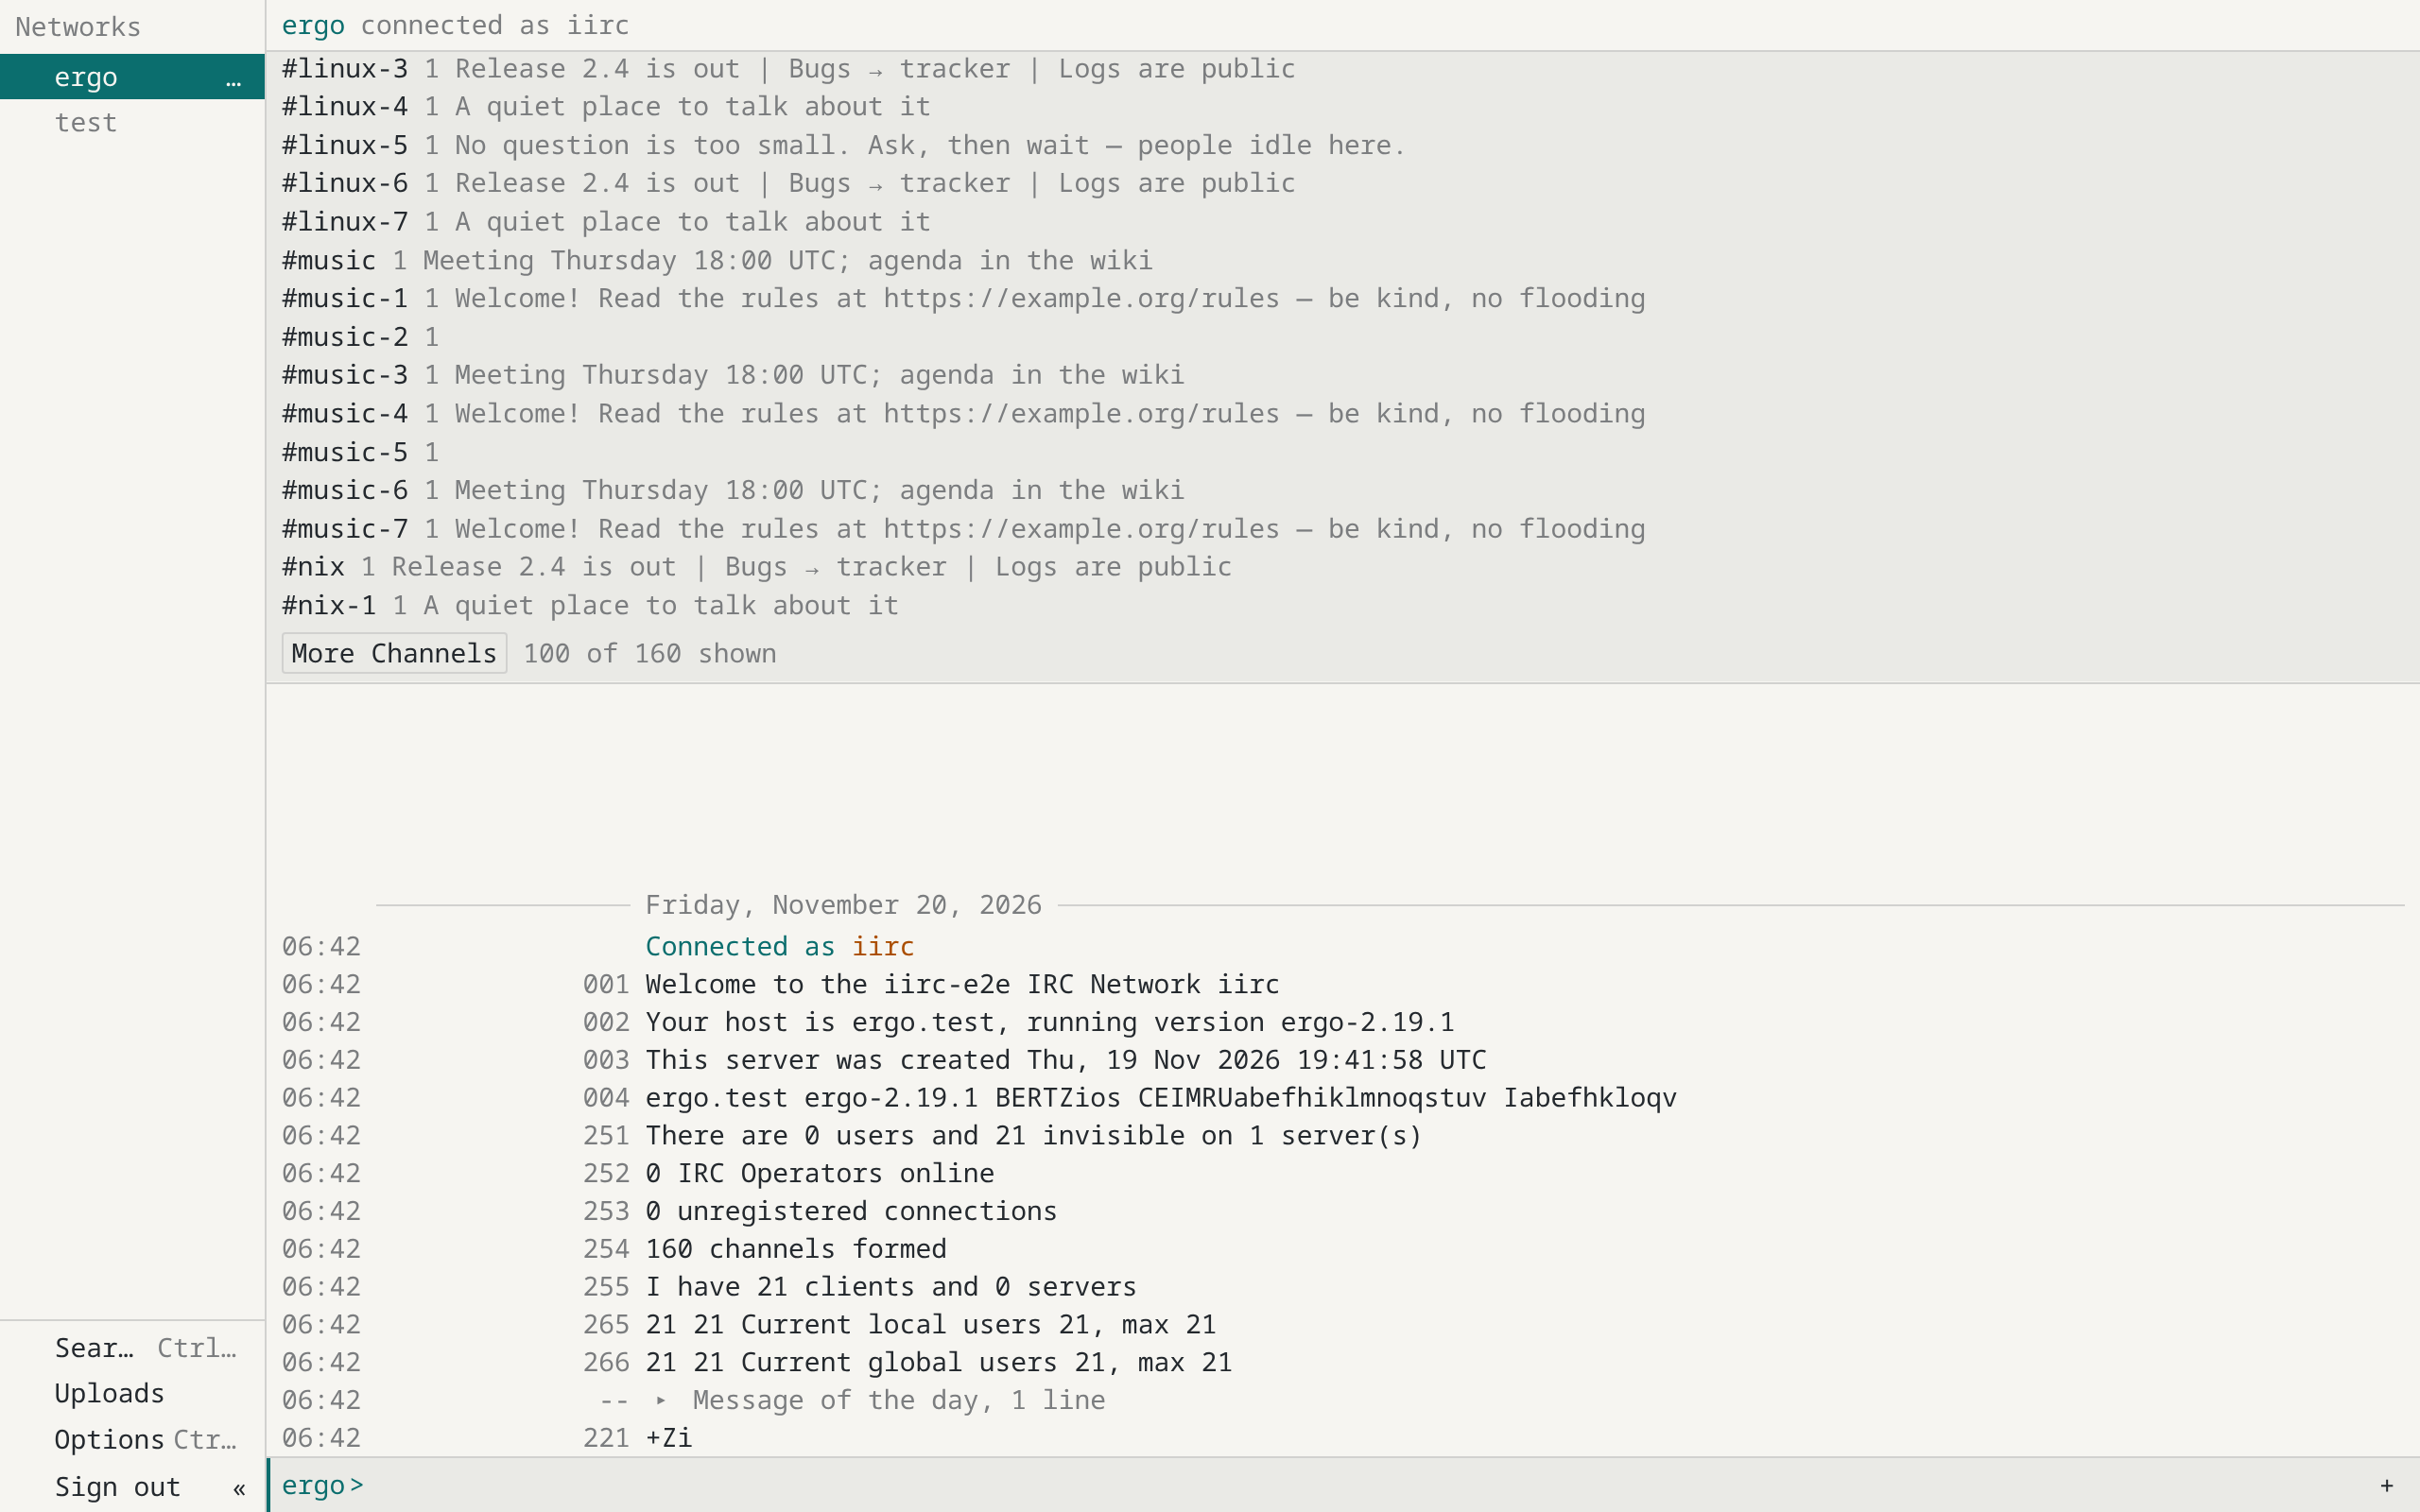 Networks
ergo …
test
Sear… Ctrl…
Uploads
Options Ctr…
Sign out «
ergo connected as iirc
#linux-3 1 Release 2.4 is out | Bugs → tracker | Logs are public
#linux-4 1 A quiet place to talk about it
#linux-5 1 No question is too small. Ask, then wait — people idle here.
#linux-6 1 Release 2.4 is out | Bugs → tracker | Logs are public
#linux-7 1 A quiet place to talk about it
#music 1 Meeting Thursday 18:00 UTC; agenda in the wiki
#music-1 1 Welcome! Read the rules at https://example.org/rules — be kind, no flooding
#music-2 1
#music-3 1 Meeting Thursday 18:00 UTC; agenda in the wiki
#music-4 1 Welcome! Read the rules at https://example.org/rules — be kind, no flooding
#music-5 1
#music-6 1 Meeting Thursday 18:00 UTC; agenda in the wiki
#music-7 1 Welcome! Read the rules at https://example.org/rules — be kind, no flooding
#nix 1 Release 2.4 is out | Bugs → tracker | Logs are public
#nix-1 1 A quiet place to talk about it
More Channels 100 of 160 shown
Friday, November 20, 2026
06:42 Connected as iirc
06:42 001 Welcome to the iirc-e2e IRC Network iirc
06:42 002 Your host is ergo.test, running version ergo-2.19.1
06:42 003 This server was created Thu, 19 Nov 2026 19:41:58 UTC
06:42 004 ergo.test ergo-2.19.1 BERTZios CEIMRUabefhiklmnoqstuv Iabefhkloqv
06:42 251 There are 0 users and 21 invisible on 1 server(s)
06:42 252 0 IRC Operators online
06:42 253 0 unregistered connections
06:42 254 160 channels formed
06:42 255 I have 21 clients and 0 servers
06:42 265 21 21 Current local users 21, max 21
06:42 266 21 21 Current global users 21, max 21
06:42 -- ▸ Message of the day, 1 line
06:42 221 +Zi
ergo> +